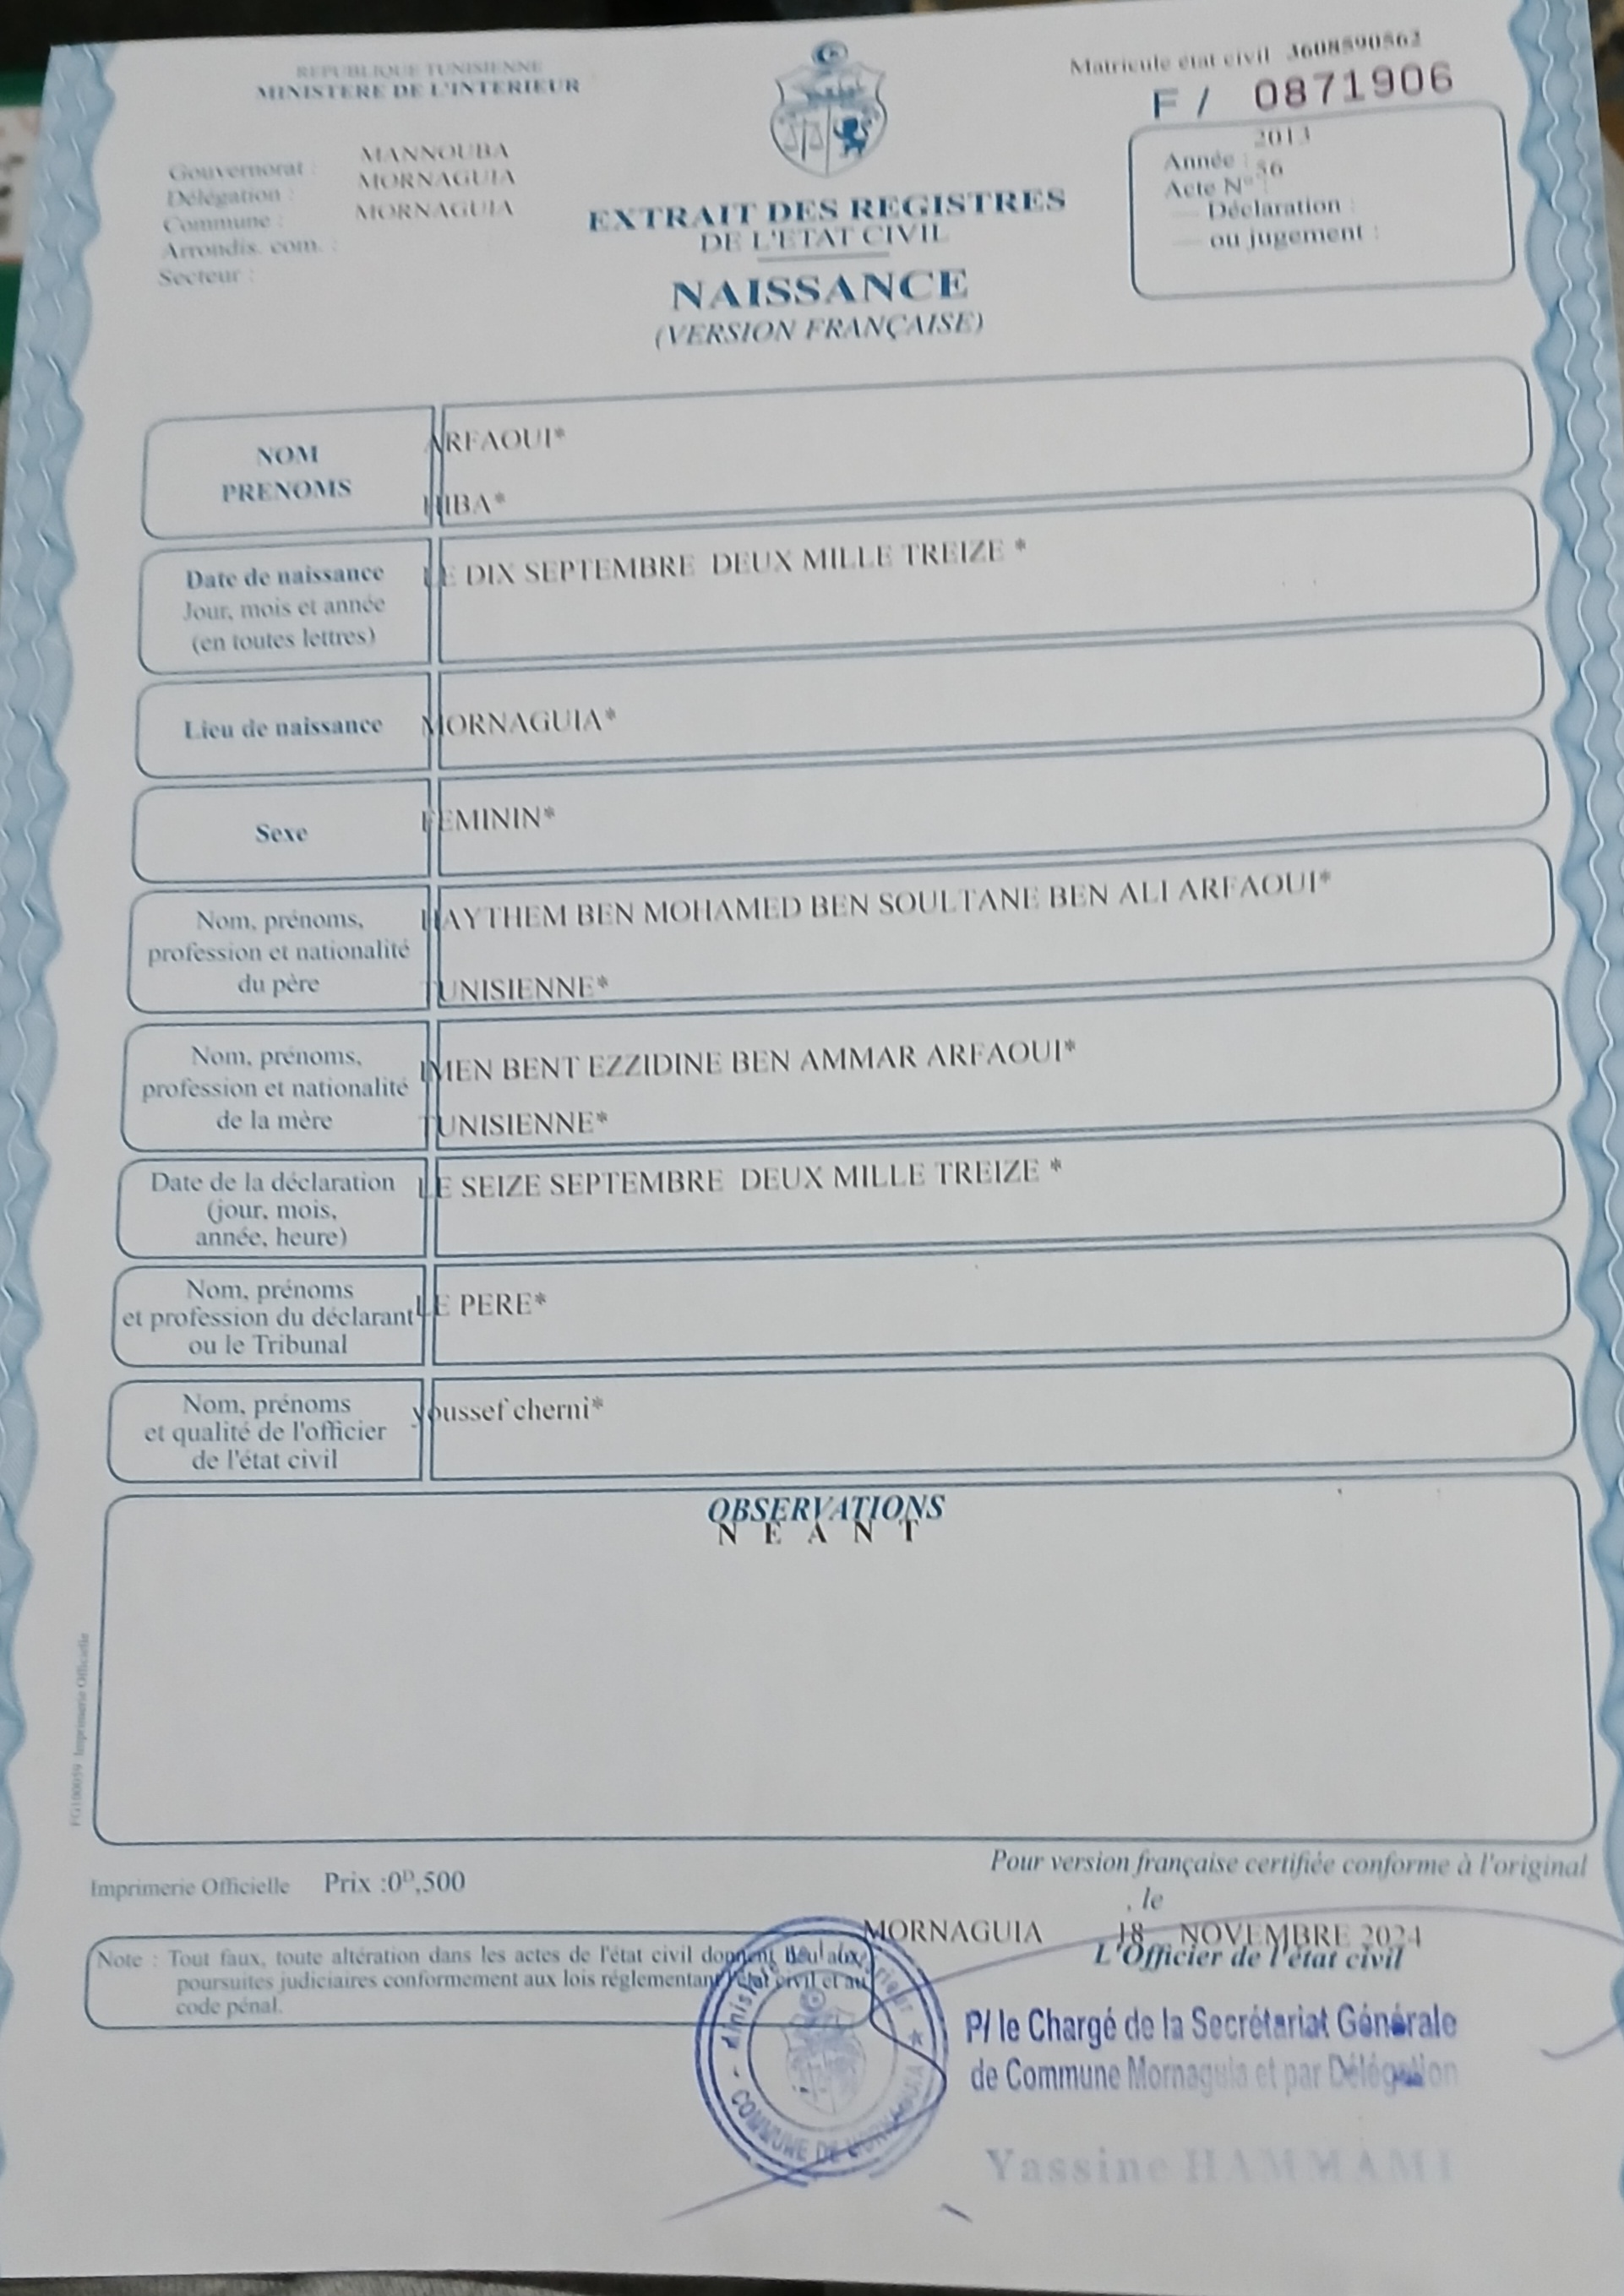 REPUBLIQUE TUNISIENNE
MINISTERE DE L'INTERIEUR
Gouvernorat : MANNOUBA
Délégation : MORNAGUIA
Commune : MORNAGUIA
Arrondis. com. :
Secteur :
EXTRAIT DES REGISTRES
DE L'ETAT CIVIL
NAISSANCE
(VERSION FRANÇAISE)
Matricule état civil 3608590562
F / 0871906
Année : 2013
Acte N° : 56
— Déclaration :
— ou jugement :
NOM ARFAOUI*
PRENOMS HIBA*
Date de naissance LE DIX SEPTEMBRE DEUX MILLE TREIZE *
Jour, mois et année
(en toutes lettres)
Lieu de naissance MORNAGUIA*
Sexe FEMININ*
Nom, prénoms, HAYTHEM BEN MOHAMED BEN SOULTANE BEN ALI ARFAOUI*
profession et nationalité
du père TUNISIENNE*
Nom, prénoms, IMEN BENT EZZIDINE BEN AMMAR ARFAOUI*
profession et nationalité
de la mère TUNISIENNE*
Date de la déclaration LE SEIZE SEPTEMBRE DEUX MILLE TREIZE *
(jour, mois,
année, heure)
Nom, prénoms
et profession du déclarant LE PERE*
ou le Tribunal
Nom, prénoms youssef cherni*
et qualité de l'officier
de l'état civil
OBSERVATIONS
N E A N T
FG100059 Imprimerie Officielle
Imprimerie Officielle Prix :0ᴰ,500
Pour version française certifiée conforme à l'original
, le
MORNAGUIA 18 NOVEMBRE 2024
L'Officier de l'état civil
Note : Tout faux, toute altération dans les actes de l'état civil donnent lieu aux
poursuites judiciaires conformement aux lois réglementant l'état civil et au
code pénal.
COMMUNE DE MORNAGUIA
P/ le Chargé de la Secrétariat Générale
de Commune Mornaguia et par Délégation
Yassine HAMMAMI